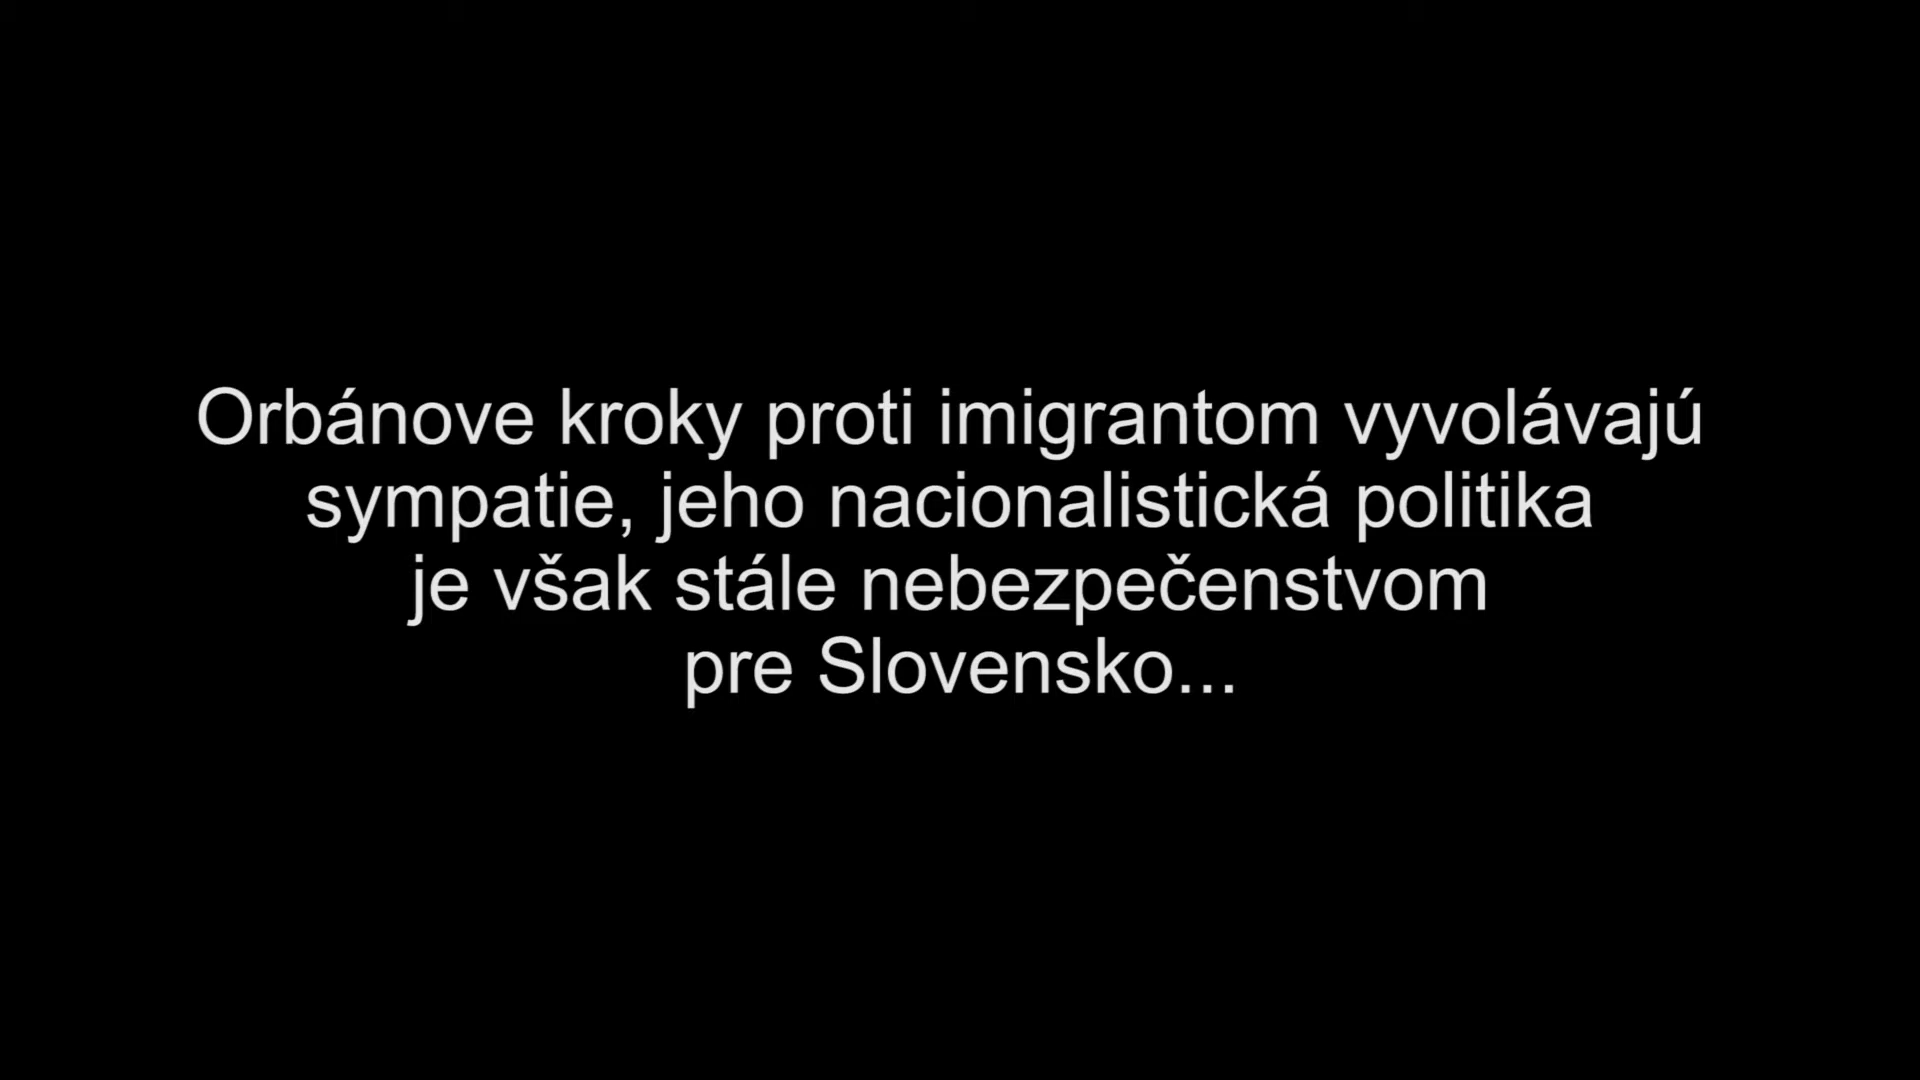 Orbánove kroky proti imigrantom vyvolávajú
sympatie, jeho nacionalistická politika
je však stále nebezpečenstvom
pre Slovensko...